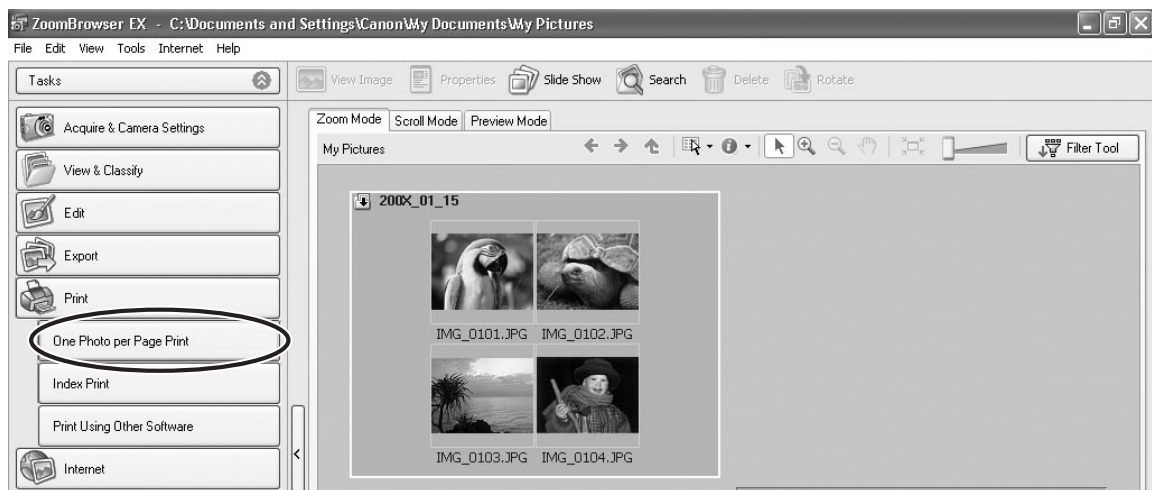 ZoomBrowser EX - C:\Documents and Settings\Canon\My Documents\My Pictures
File Edit View Tools Internet Help
Tasks
View Image Properties Slide Show Search Delete Rotate
Acquire & Camera Settings
View & Classify
Edit
Export
Print
One Photo per Page Print
Index Print
Print Using Other Software
Internet
Zoom Mode Scroll Mode Preview Mode
My Pictures
Filter Tool
200X_01_15
IMG_0101.JPG IMG_0102.JPG
IMG_0103.JPG IMG_0104.JPG